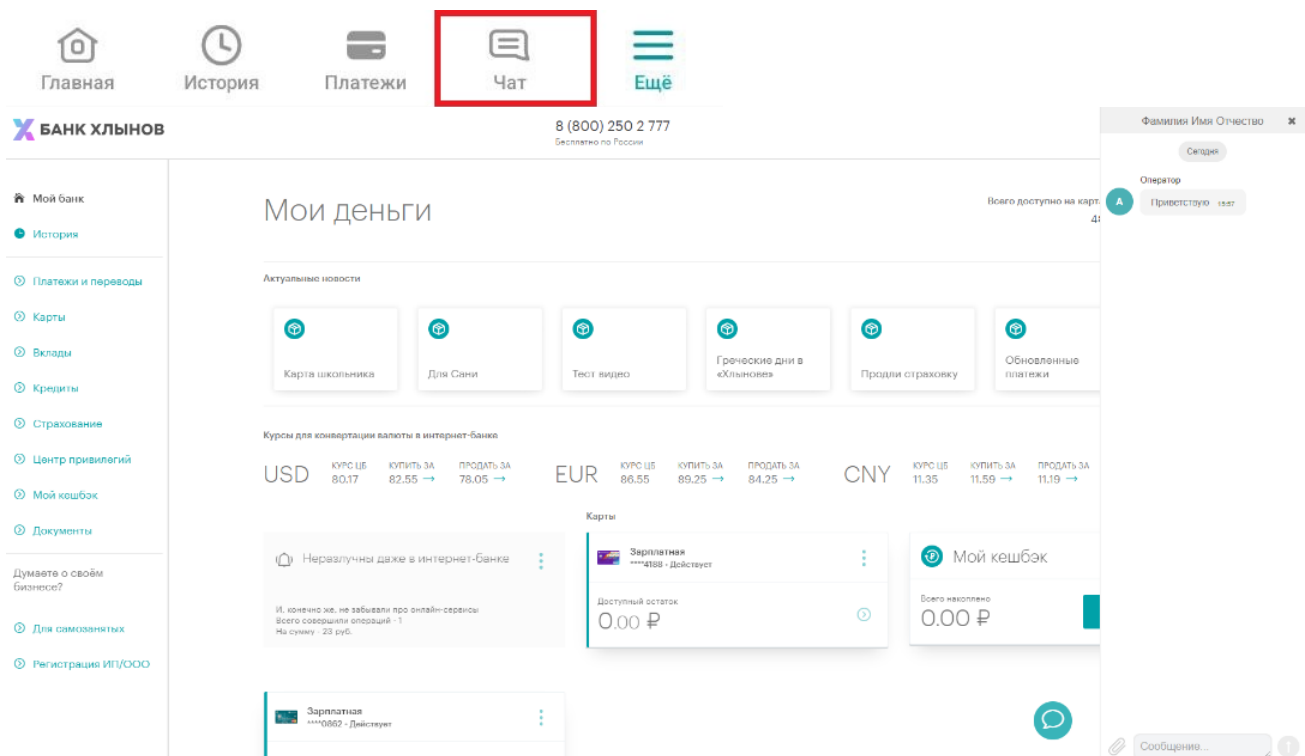 Главная
История
Платежи
Чат
Ещё
БАНК ХЛЫНОВ
8 (800) 250 2 777
Бесплатно по России
Мой банк
История
Платежи и переводы
Карты
Вклады
Кредиты
Страхование
Центр привилегий
Мой кешбэк
Документы
Думаете о своём
бизнесе?
Для самозанятых
Регистрация ИП/ООО
Мои деньги
Всего доступно на карт
48
Актуальные новости
Карта школьника
Для Сани
Тест видео
Греческие дни в
«Хлынове»
Продли страховку
Обновленные
платежи
Курсы для конвертации валюты в интернет-банке
USD
КУРС ЦБ
80.17
КУПИТЬ ЗА
82.55 →
ПРОДАТЬ ЗА
78.05 →
EUR
КУРС ЦБ
86.55
КУПИТЬ ЗА
89.25 →
ПРОДАТЬ ЗА
84.25 →
CNY
КУРС ЦБ
11.35
КУПИТЬ ЗА
11.59 →
ПРОДАТЬ ЗА
11.19 →
Неразлучны даже в интернет-банке
И, конечно же, не забывали про онлайн-сервисы
Всего совершили операций - 1
На сумму - 23 руб.
Карты
Зарплатная
****4188 - Действует
Доступный остаток
0.00 ₽
Мой кешбэк
Всего накоплено
0.00 ₽
Зарплатная
****0862 - Действует
Фамилия Имя Отчество
Сегодня
Оператор
А
Приветствую 15:57
Сообщение...